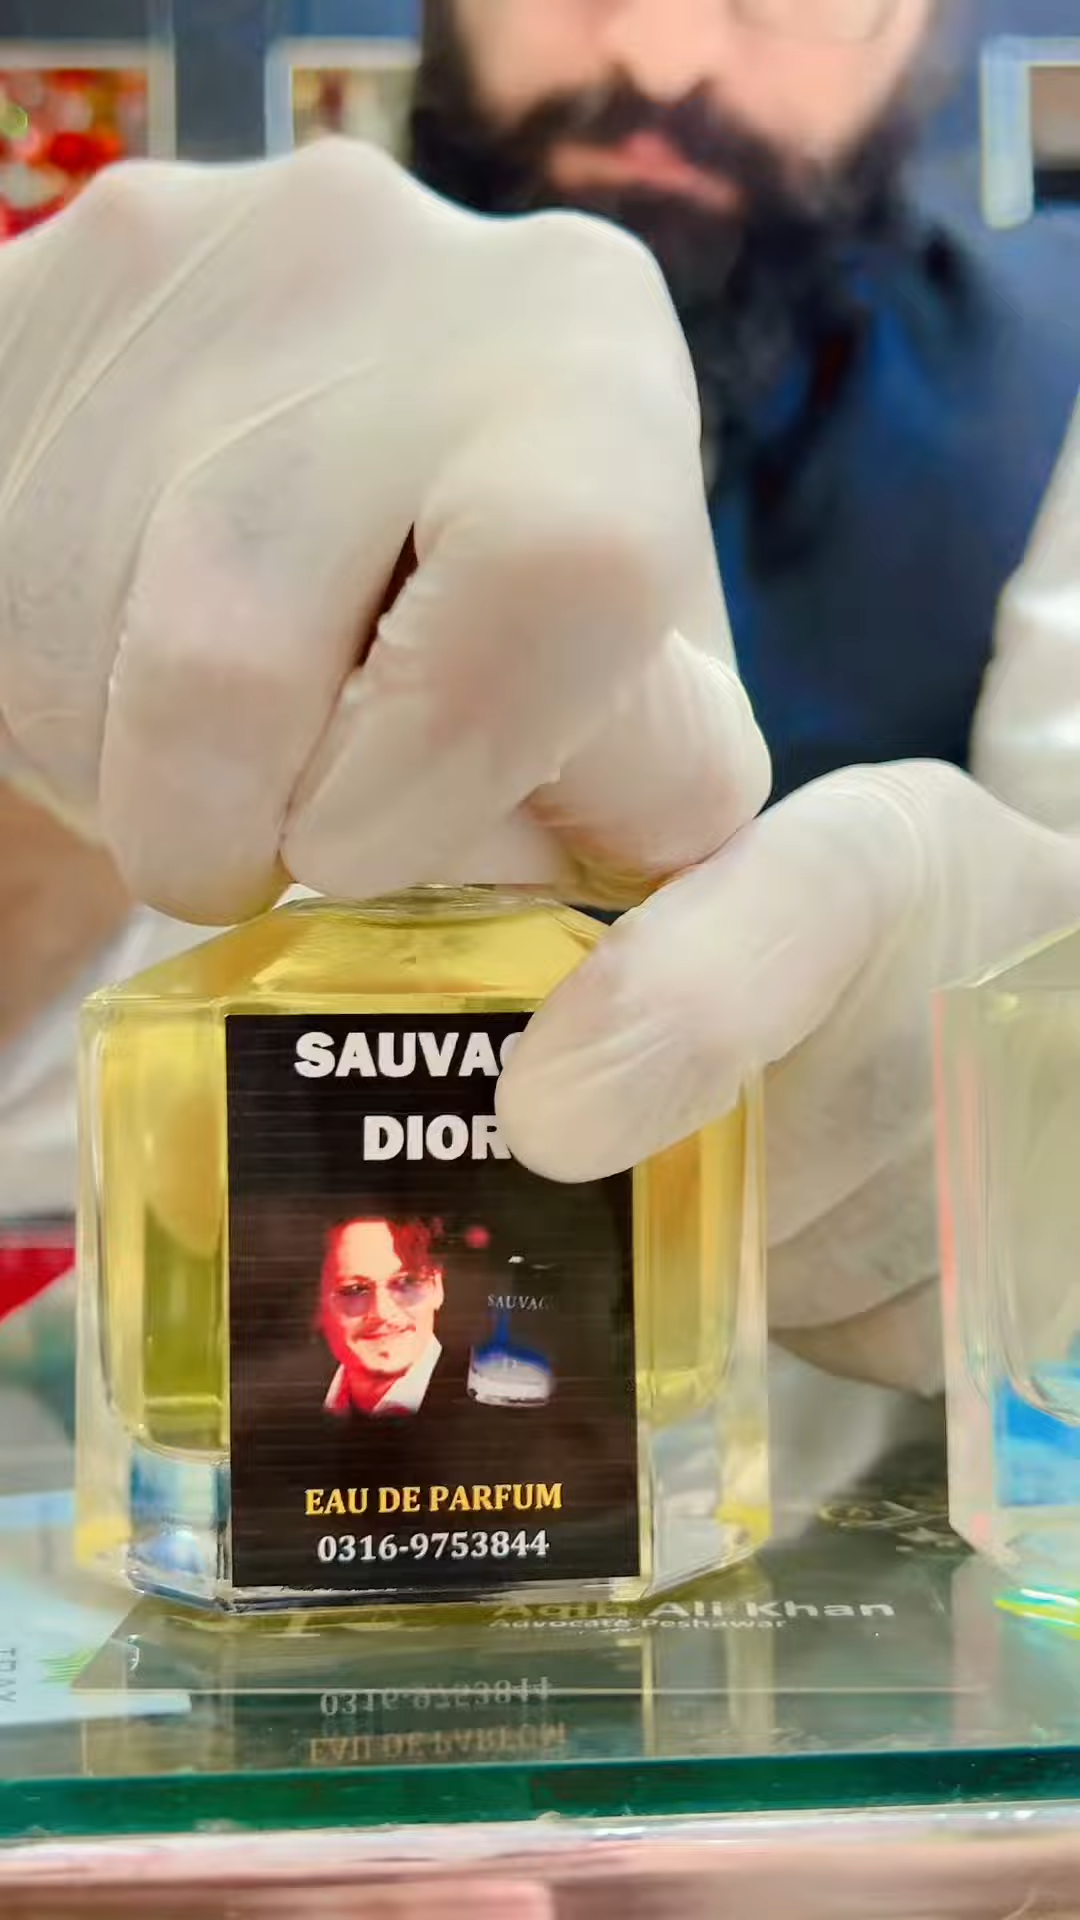 SAUVAG
DIOR
SAUVAG
EAU DE PARFUM
0316-9753844
Aqib Ali Khan
Advocate Peshawar